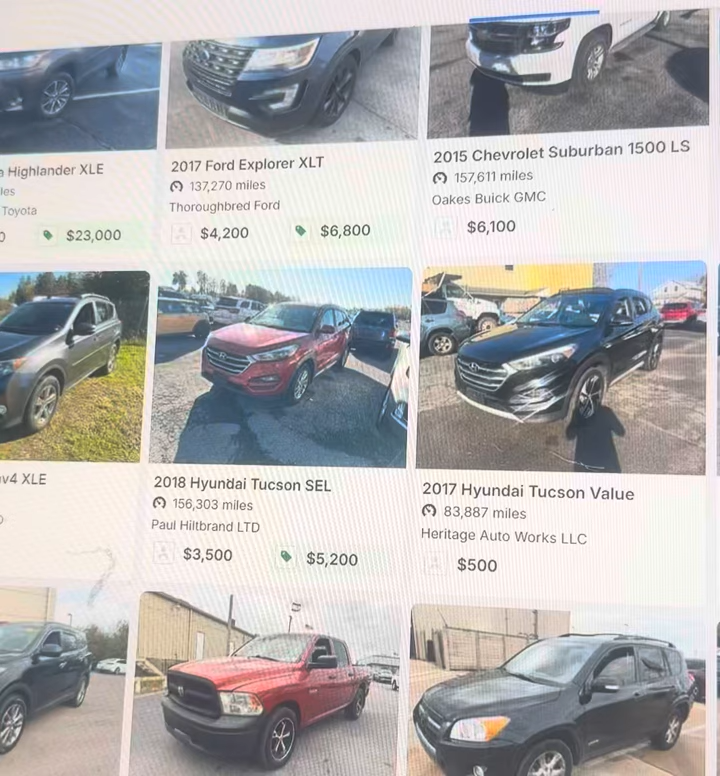 Highlander XLE
les
Toyota
0
$23,000
2017 Ford Explorer XLT
137,270 miles
Thoroughbred Ford
$4,200
$6,800
2015 Chevrolet Suburban 1500 LS
157,611 miles
Oakes Buick GMC
$6,100
v4 XLE
2018 Hyundai Tucson SEL
156,303 miles
Paul Hiltbrand LTD
$3,500
$5,200
2017 Hyundai Tucson Value
83,887 miles
Heritage Auto Works LLC
$500